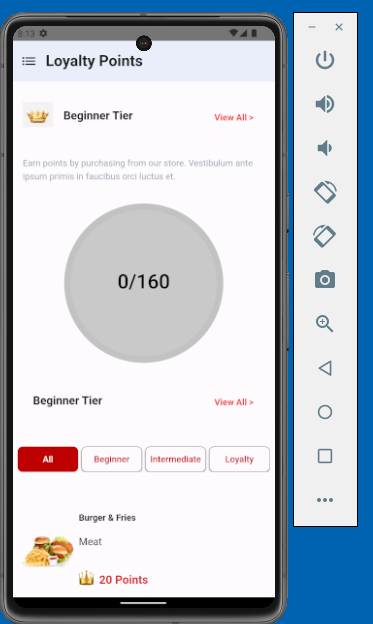 8:13
Loyalty Points
Beginner Tier
View All >
Earn points by purchasing from our store. Vestibulum ante
ipsum primis in faucibus orci luctus et.
0/160
Beginner Tier
View All >
All
Beginner
Intermediate
Loyalty
Burger & Fries
Meat
20 Points